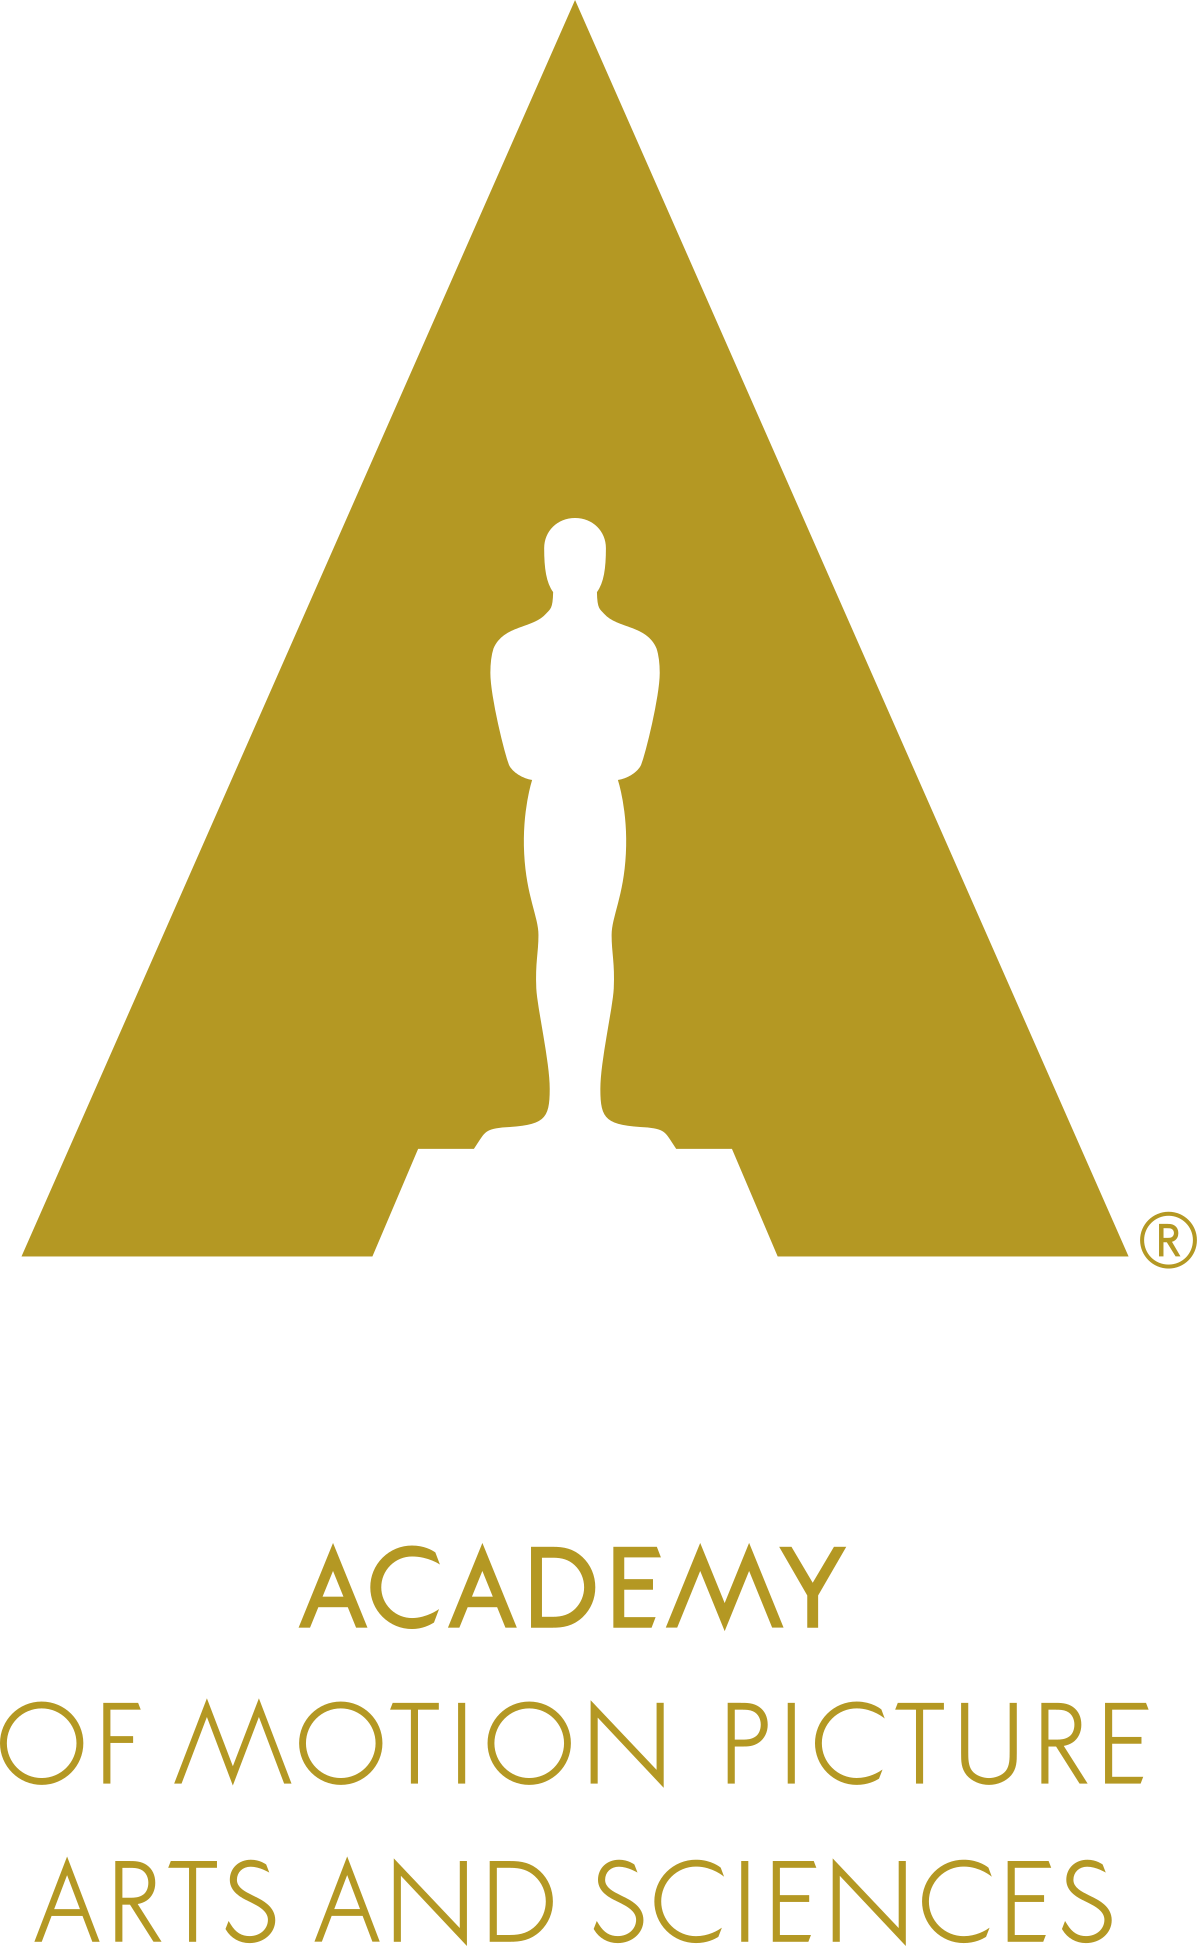 ®
ACADEMY
OF MOTION PICTURE
ARTS AND SCIENCES